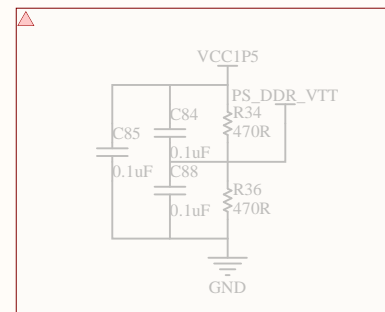 VCC1P5
PS_DDR_VTT
C84
R34
C85
470R
0.1uF
0.1uF
C88
R36
0.1uF
470R
GND